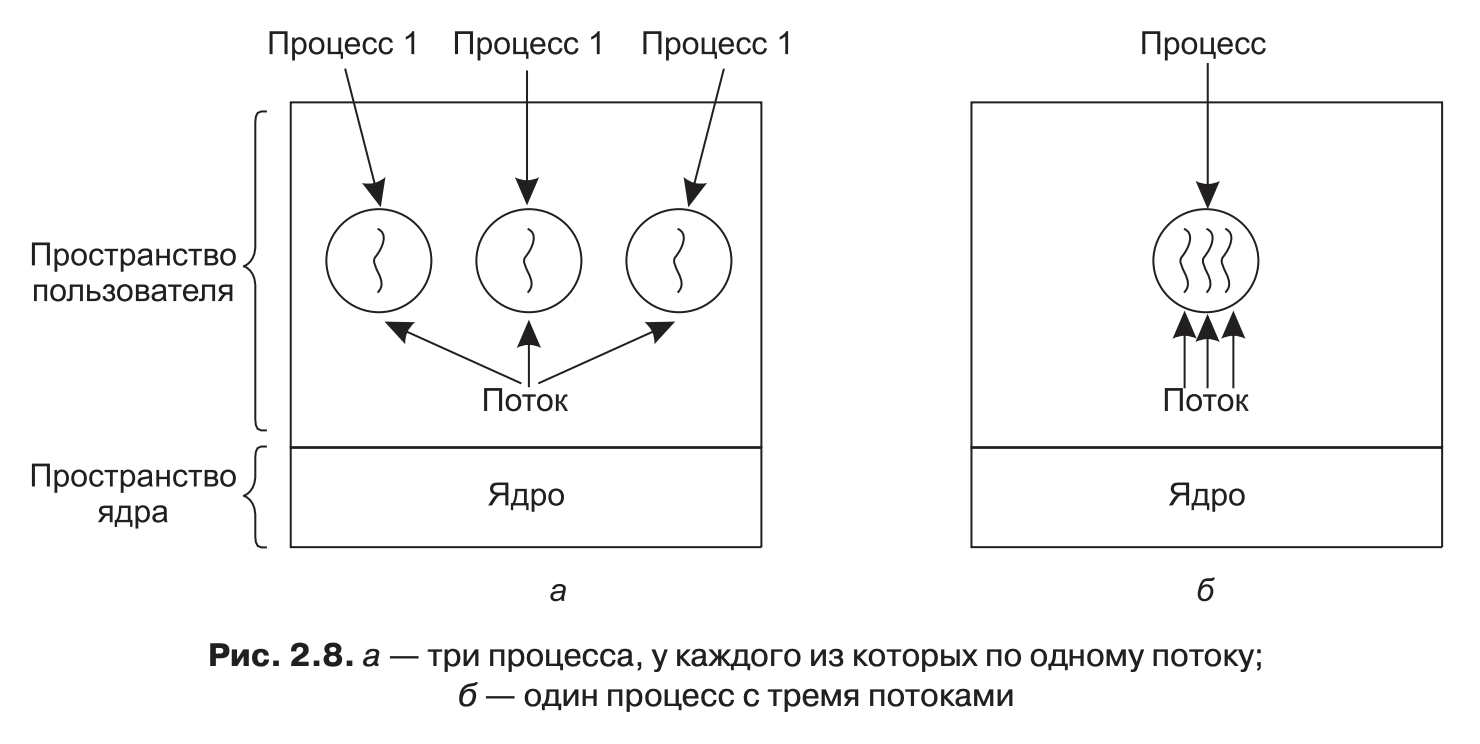 Процесс 1 Процесс 1 Процесс 1
Процесс
Пространство
пользователя
Поток
Поток
Пространство
ядра
Ядро
Ядро
а
б
Рис. 2.8. а — три процесса, у каждого из которых по одному потоку;
б — один процесс с тремя потоками